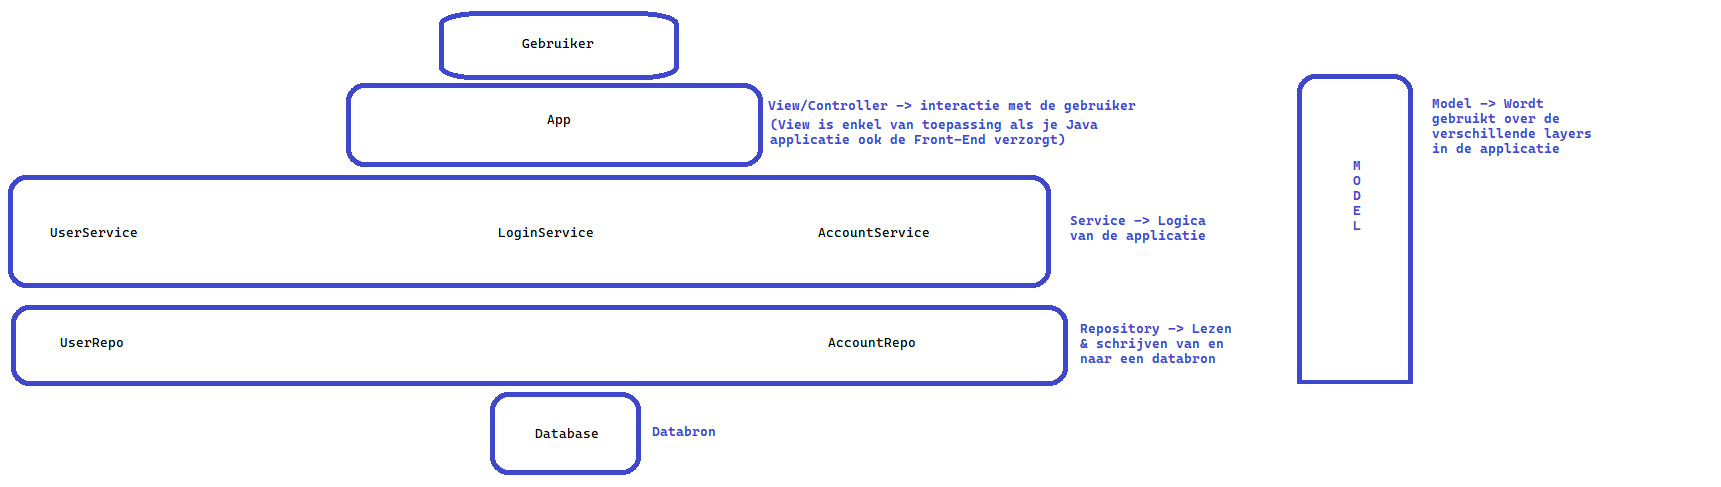 Gebruiker
App
View/Controller -> interactie met de gebruiker
(View is enkel van toepassing als je Java
applicatie ook de Front-End verzorgt)
UserService
LoginService
AccountService
Service -> Logica
van de applicatie
UserRepo
AccountRepo
Repository -> Lezen
& schrijven van en
naar een databron
Database
Databron
M
O
D
E
L
Model -> Wordt
gebruikt over de
verschillende layers
in de applicatie